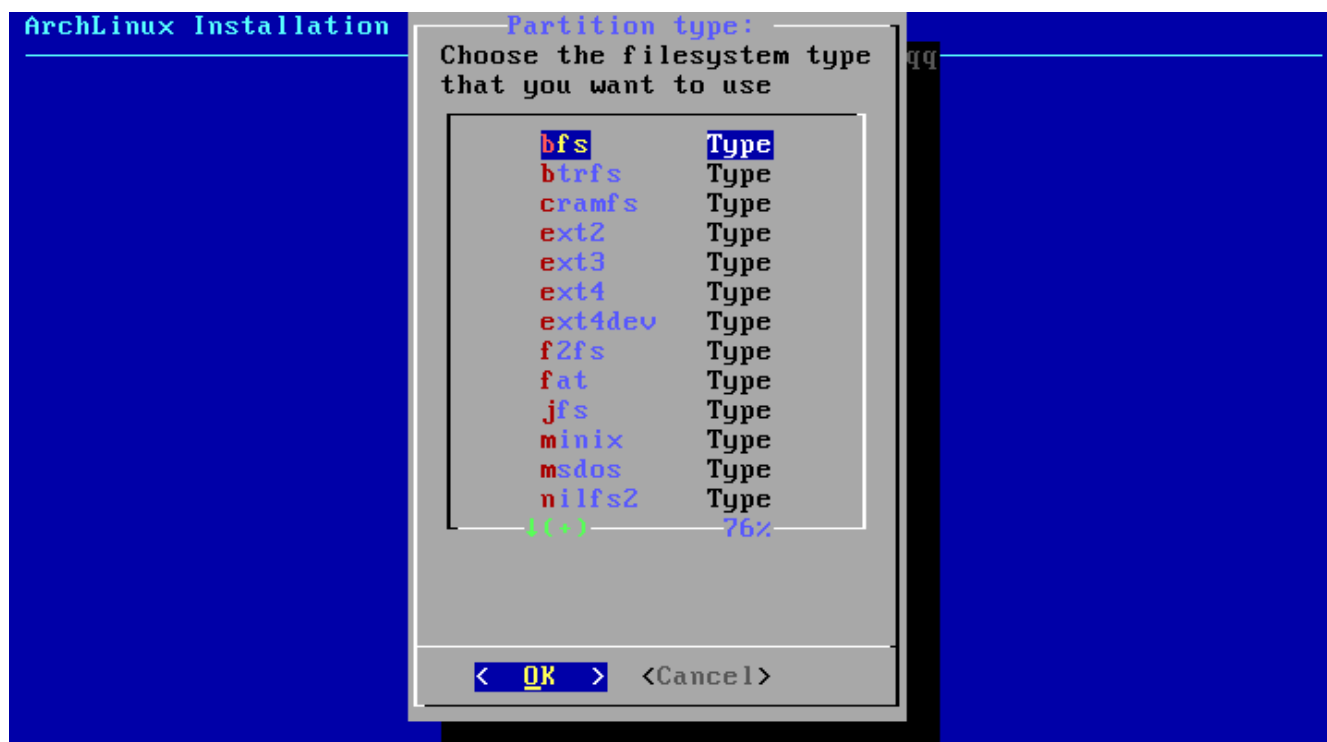 ArchLinux Installation
Partition type:
Choose the filesystem type
that you want to use
qq
bfs Type
btrfs Type
cramfs Type
ext2 Type
ext3 Type
ext4 Type
ext4dev Type
f2fs Type
fat Type
jfs Type
minix Type
msdos Type
nilfs2 Type
↓(+) 76%
< OK > <Cancel>